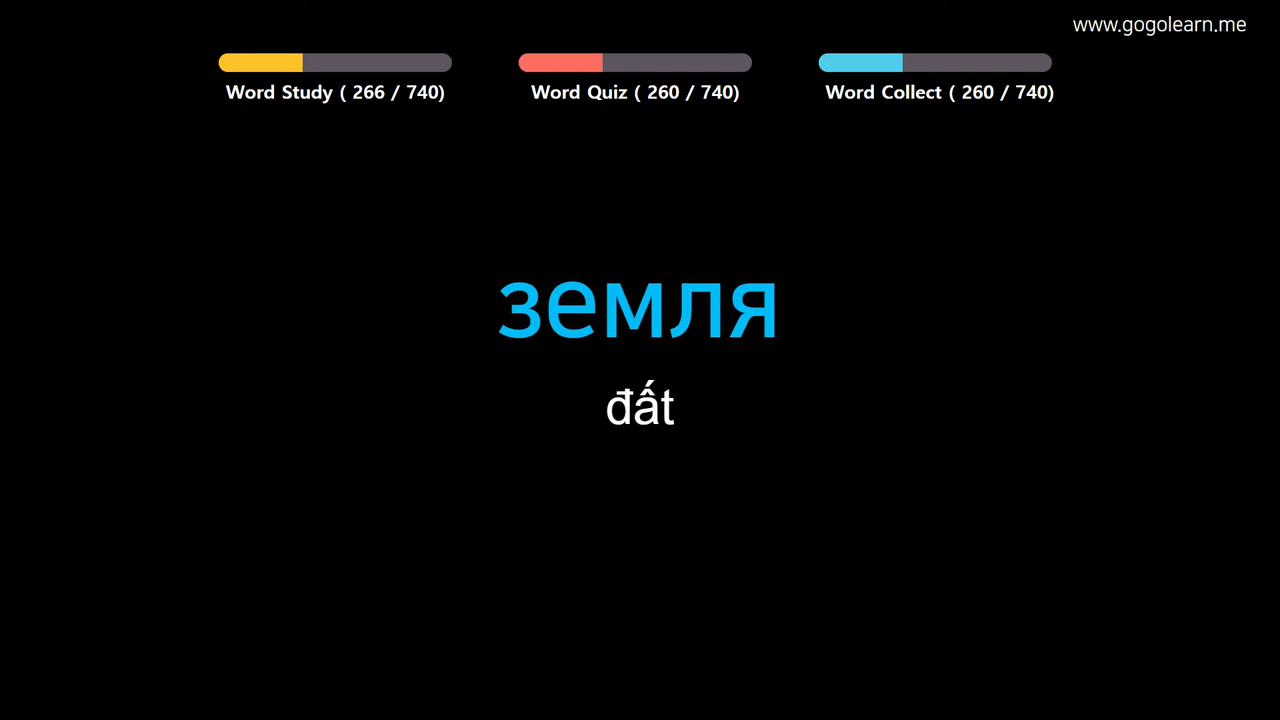 www.gogolearn.me
Word Study ( 266 / 740)
Word Quiz ( 260 / 740)
Word Collect ( 260 / 740)
земля
đất